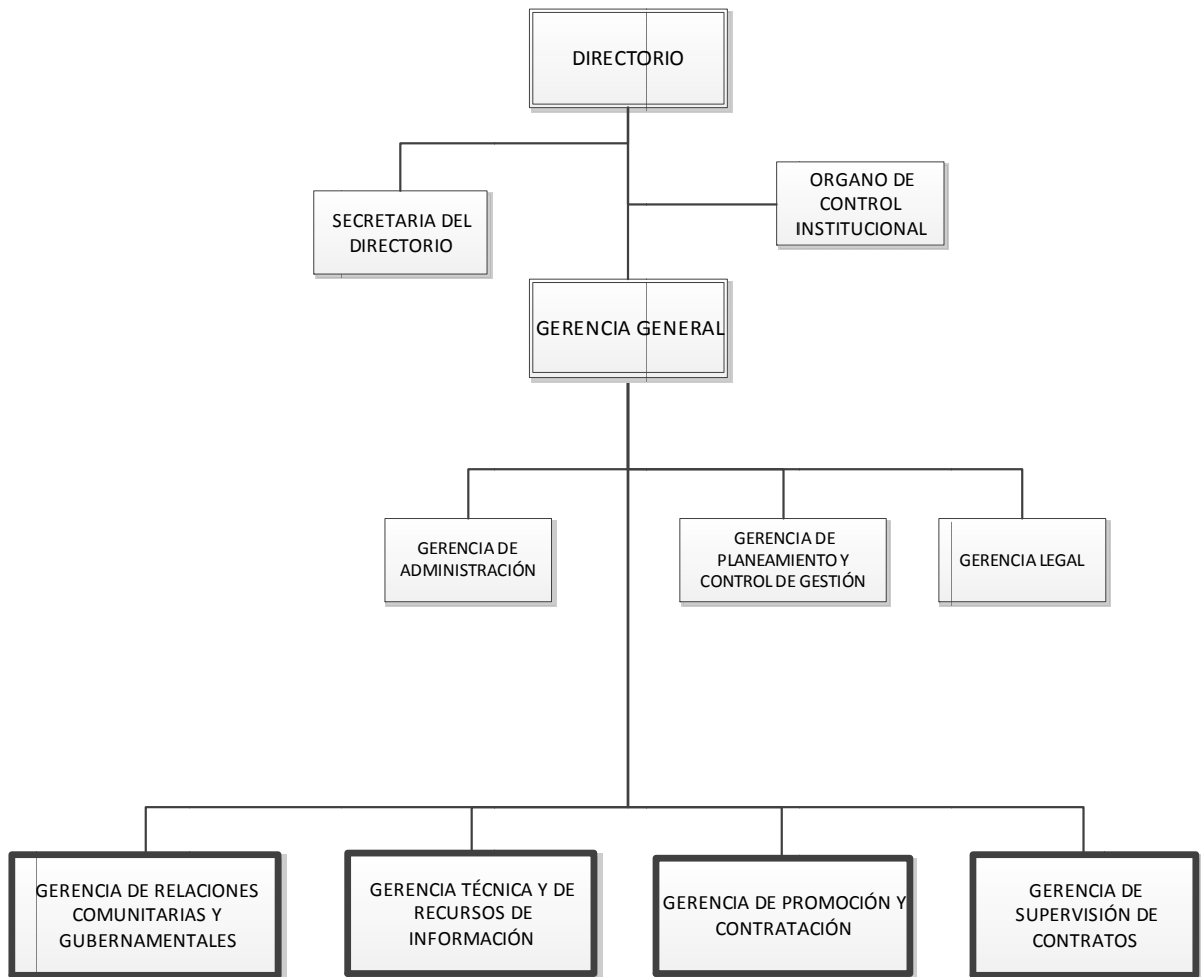 DIRECTORIO
SECRETARIA DEL
DIRECTORIO
ORGANO DE
CONTROL
INSTITUCIONAL
GERENCIA GENERAL
GERENCIA DE
ADMINISTRACIÓN
GERENCIA DE
PLANEAMIENTO Y
CONTROL DE GESTIÓN
GERENCIA LEGAL
GERENCIA DE RELACIONES
COMUNITARIAS Y
GUBERNAMENTALES
GERENCIA TÉCNICA Y DE
RECURSOS DE
INFORMACIÓN
GERENCIA DE PROMOCIÓN Y
CONTRATACIÓN
GERENCIA DE
SUPERVISIÓN DE
CONTRATOS